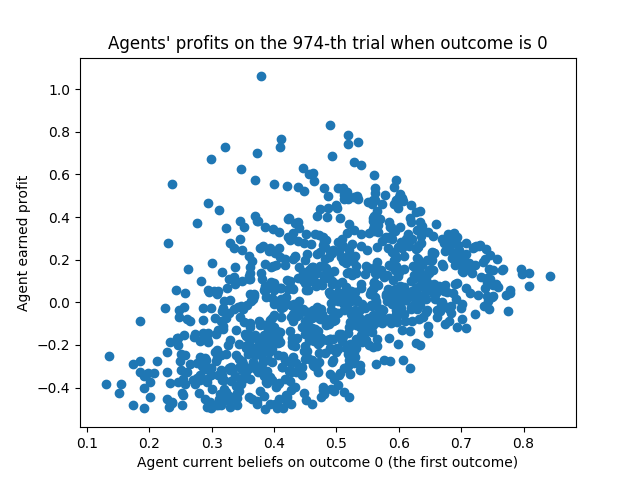 Agents' profits on the 974-th trial when outcome is 0
1.0
0.8
0.6
0.4
0.2
0.0
−0.2
−0.4
Agent earned profit
0.1 0.2 0.3 0.4 0.5 0.6 0.7 0.8
Agent current beliefs on outcome 0 (the first outcome)